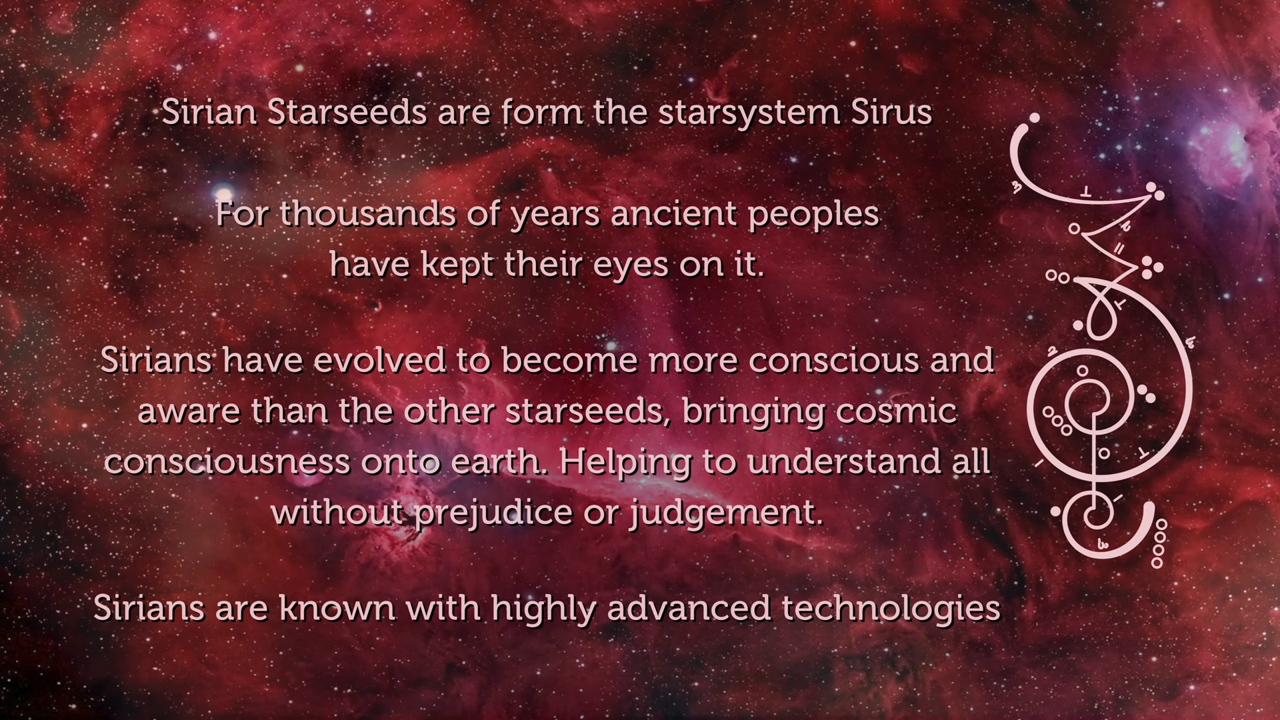 Sirian Starseeds are form the starsystem Sirus
For thousands of years ancient peoples
have kept their eyes on it.
Sirians have evolved to become more conscious and
aware than the other starseeds, bringing cosmic
consciousness onto earth. Helping to understand all
without prejudice or judgement.
Sirians are known with highly advanced technologies